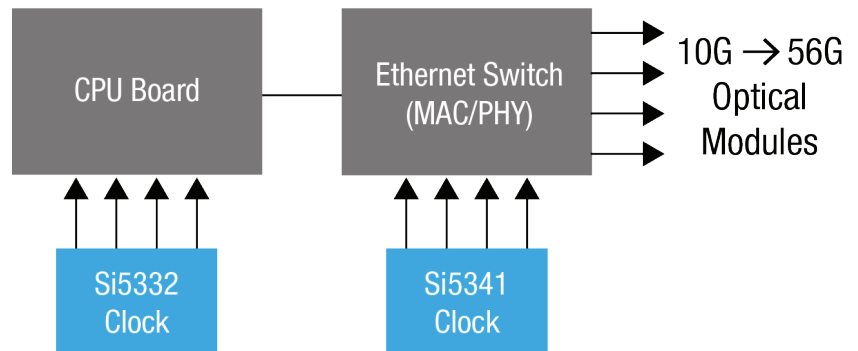 CPU Board
Ethernet Switch
(MAC/PHY)
10G → 56G
Optical
Modules
Si5332
Clock
Si5341
Clock